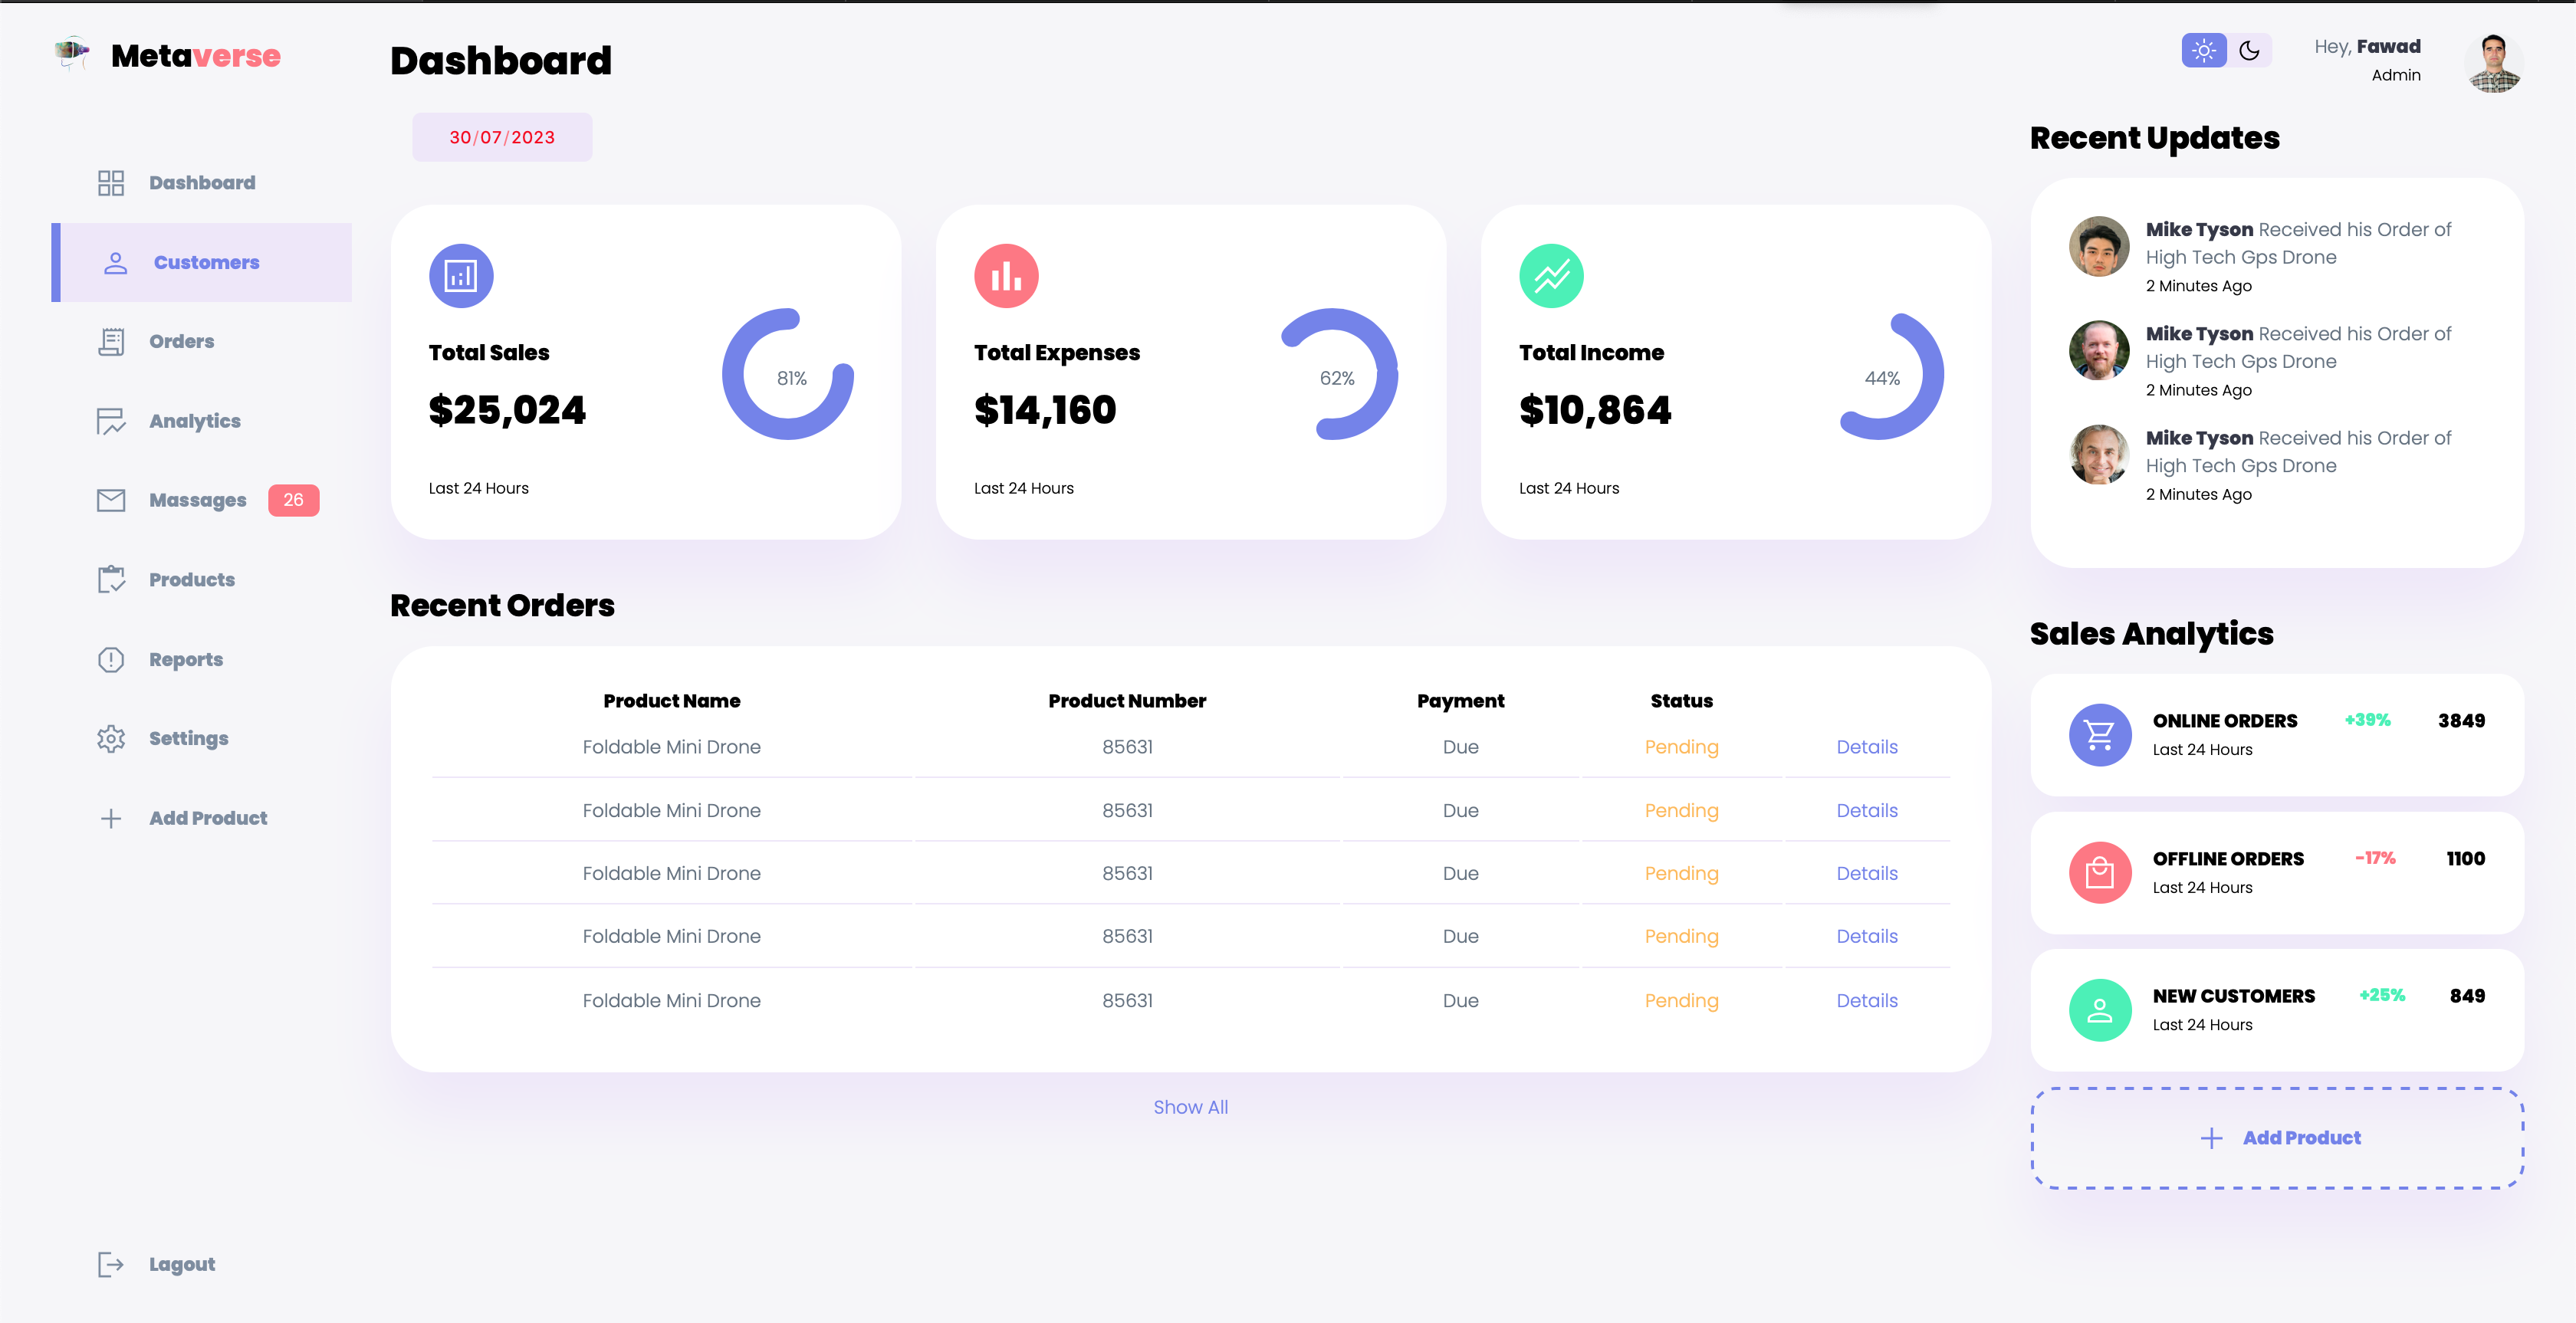 Metaverse
Dashboard
Customers
Orders
Analytics
Massages 26
Products
Reports
Settings
Add Product
Lagout
Dashboard
30/07/2023
Total Sales
$25,024
81%
Last 24 Hours
Total Expenses
$14,160
62%
Last 24 Hours
Total Income
$10,864
44%
Last 24 Hours
Recent Orders
Product Name Product Number Payment Status
Foldable Mini Drone 85631 Due Pending Details
Foldable Mini Drone 85631 Due Pending Details
Foldable Mini Drone 85631 Due Pending Details
Foldable Mini Drone 85631 Due Pending Details
Foldable Mini Drone 85631 Due Pending Details
Show All
Hey, Fawad
Admin
Recent Updates
Mike Tyson Received his Order of
High Tech Gps Drone
2 Minutes Ago
Mike Tyson Received his Order of
High Tech Gps Drone
2 Minutes Ago
Mike Tyson Received his Order of
High Tech Gps Drone
2 Minutes Ago
Sales Analytics
ONLINE ORDERS +39% 3849
Last 24 Hours
OFFLINE ORDERS -17% 1100
Last 24 Hours
NEW CUSTOMERS +25% 849
Last 24 Hours
Add Product